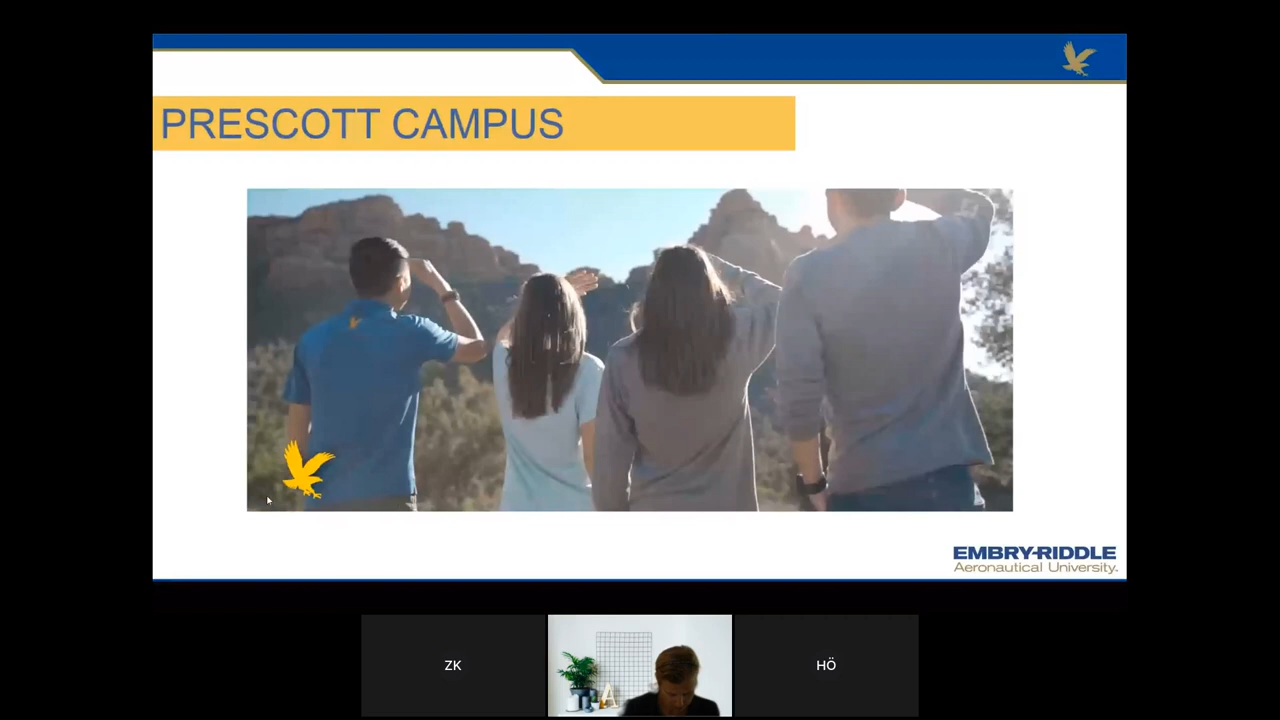 PRESCOTT CAMPUS
EMBRY-RIDDLE
Aeronautical University.
ZK
A
HÖ